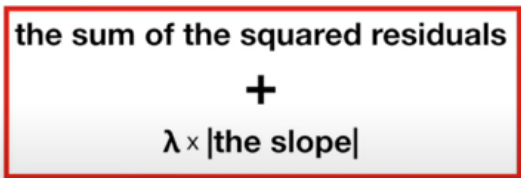 the sum of the squared residuals
+
λ × |the slope|